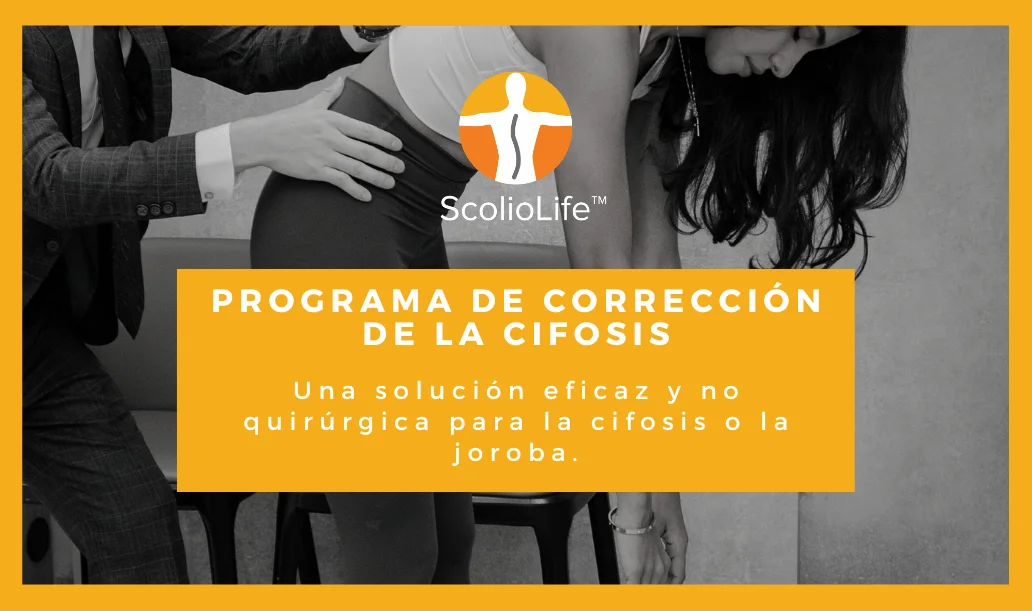 ScolioLife™
PROGRAMA DE CORRECCIÓN
DE LA CIFOSIS
Una solución eficaz y no
quirúrgica para la cifosis o la
joroba.